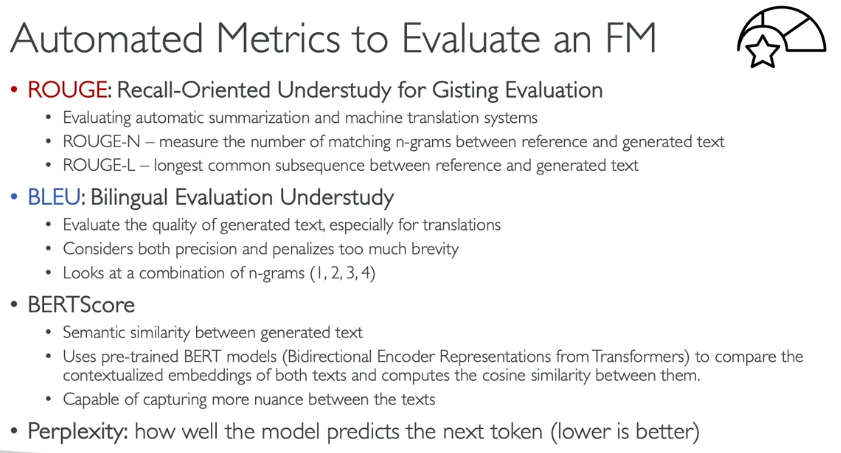 Automated Metrics to Evaluate an FM
• ROUGE: Recall-Oriented Understudy for Gisting Evaluation
• Evaluating automatic summarization and machine translation systems
• ROUGE-N – measure the number of matching n-grams between reference and generated text
• ROUGE-L – longest common subsequence between reference and generated text
• BLEU: Bilingual Evaluation Understudy
• Evaluate the quality of generated text, especially for translations
• Considers both precision and penalizes too much brevity
• Looks at a combination of n-grams (1, 2, 3, 4)
• BERTScore
• Semantic similarity between generated text
• Uses pre-trained BERT models (Bidirectional Encoder Representations from Transformers) to compare the
contextualized embeddings of both texts and computes the cosine similarity between them.
• Capable of capturing more nuance between the texts
• Perplexity: how well the model predicts the next token (lower is better)